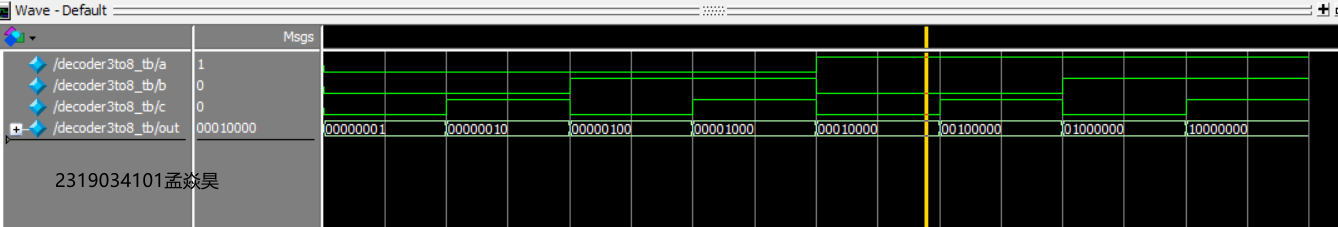 Wave - Default
Msgs
/decoder3to8_tb/a 1
/decoder3to8_tb/b 0
/decoder3to8_tb/c 0
/decoder3to8_tb/out 00010000 00000001 00000010 00000100 00001000 00010000 00100000 01000000 10000000
2319034101孟焱昊